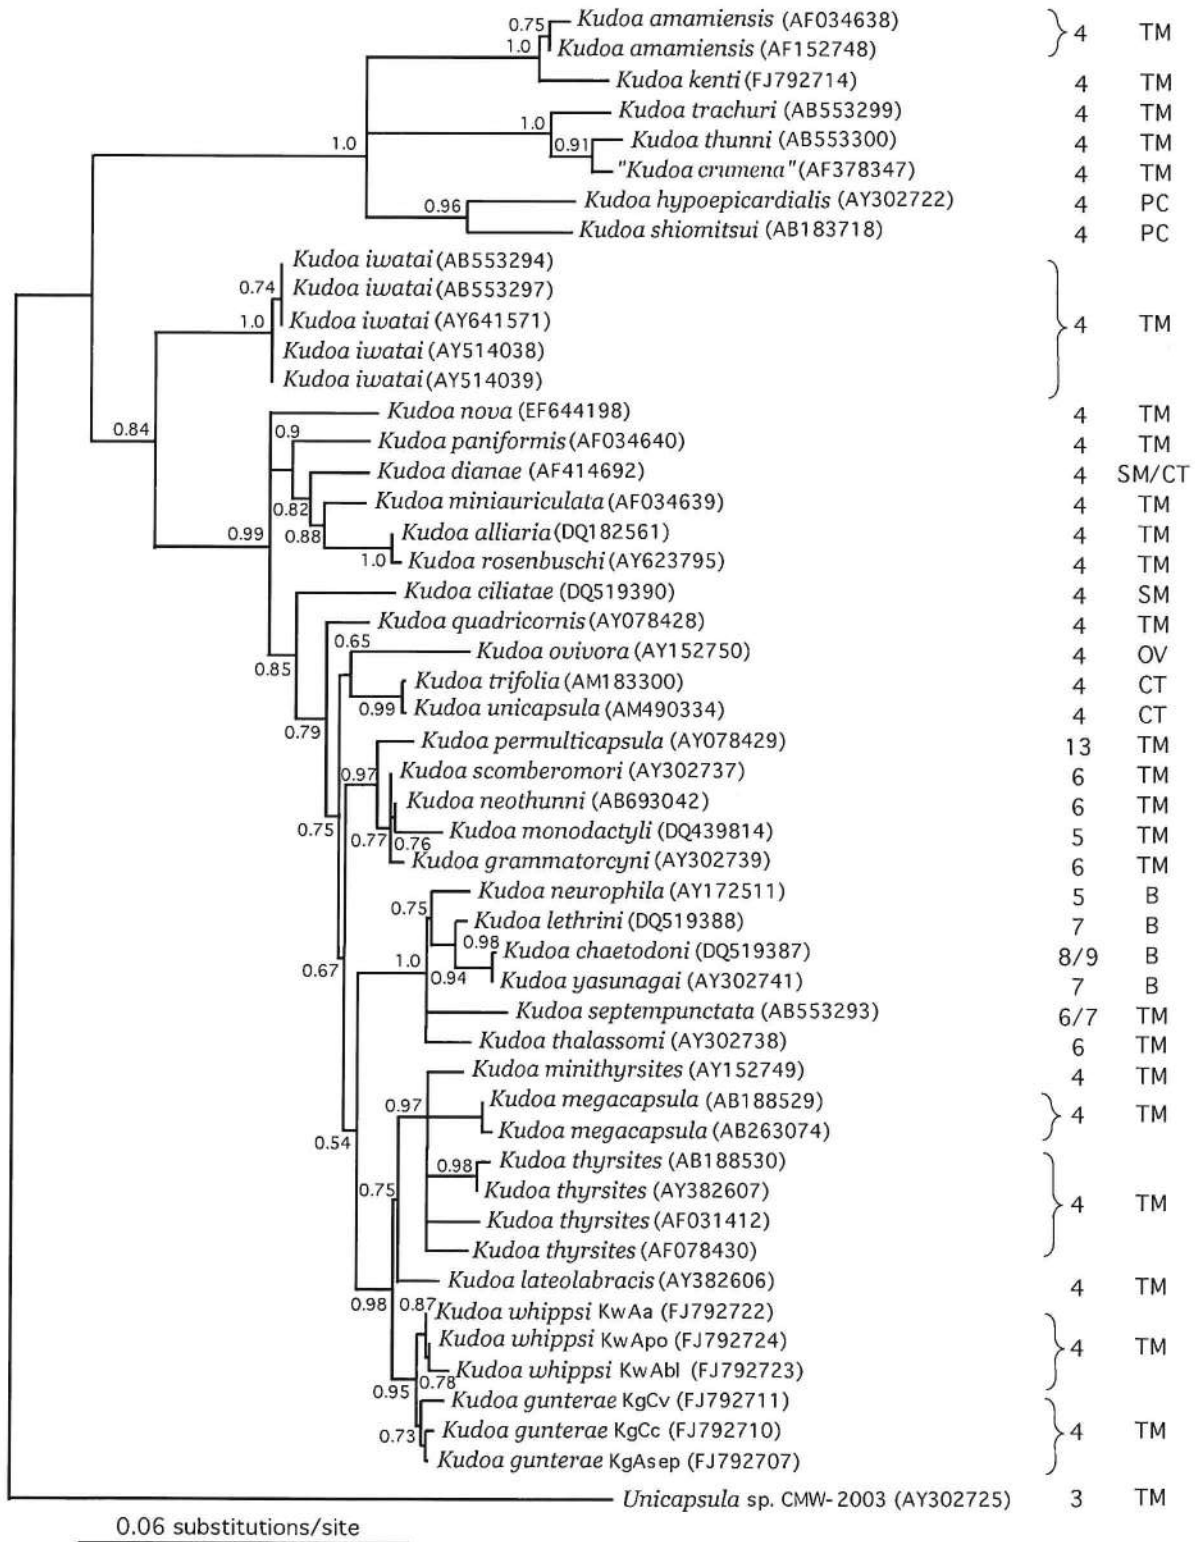 0.75 Kudoa amamiensis (AF034638) 4 TM
1.0 Kudoa amamiensis (AF152748)
Kudoa kenti (FJ792714) 4 TM
Kudoa trachuri (AB553299) 4 TM
1.0
0.91 Kudoa thunni (AB553300) 4 TM
1.0
"Kudoa crumena" (AF378347) 4 TM
Kudoa hypoepicardialis (AY302722) 4 PC
0.96
Kudoa shiomitsui (AB183718) 4 PC
Kudoa iwatai (AB553294)
0.74 Kudoa iwatai (AB553297)
1.0 Kudoa iwatai (AY641571) 4 TM
Kudoa iwatai (AY514038)
Kudoa iwatai (AY514039)
Kudoa nova (EF644198) 4 TM
0.84 0.9
Kudoa paniformis (AF034640) 4 TM
Kudoa dianae (AF414692) 4 SM/CT
0.82 Kudoa miniauriculata (AF034639) 4 TM
0.99 0.88 Kudoa alliaria (DQ182561) 4 TM
1.0 Kudoa rosenbuschi (AY623795) 4 TM
Kudoa ciliatae (DQ519390) 4 SM
Kudoa quadricornis (AY078428) 4 TM
0.65
Kudoa ovivora (AY152750) 4 OV
0.85
Kudoa trifolia (AM183300) 4 CT
0.99 Kudoa unicapsula (AM490334) 4 CT
0.79
Kudoa permulticapsula (AY078429) 13 TM
0.97 Kudoa scomberomori (AY302737) 6 TM
Kudoa neothunni (AB693042) 6 TM
0.75 0.77 0.76 Kudoa monodactyli (DQ439814) 5 TM
Kudoa grammatorcyni (AY302739) 6 TM
Kudoa neurophila (AY172511) 5 B
0.75
Kudoa lethrini (DQ519388) 7 B
0.98 Kudoa chaetodoni (DQ519387) 8/9 B
0.67 1.0 0.94
Kudoa yasunagai (AY302741) 7 B
Kudoa septempunctata (AB553293) 6/7 TM
Kudoa thalassomi (AY302738) 6 TM
Kudoa minithyrsites (AY152749) 4 TM
0.97 Kudoa megacapsula (AB188529) 4 TM
0.54 Kudoa megacapsula (AB263074)
0.98 Kudoa thyrsites (AB188530)
0.75 Kudoa thyrsites (AY382607) 4 TM
Kudoa thyrsites (AF031412)
Kudoa thyrsites (AF078430)
Kudoa lateolabracis (AY382606) 4 TM
0.98 0.87 Kudoa whippsi KwAa (FJ792722)
Kudoa whippsi KwApo (FJ792724) 4 TM
0.78 Kudoa whippsi KwAbl (FJ792723)
0.95
Kudoa gunterae KgCv (FJ792711)
0.73 Kudoa gunterae KgCc (FJ792710) 4 TM
Kudoa gunterae KgAsep (FJ792707)
Unicapsula sp. CMW-2003 (AY302725) 3 TM
0.06 substitutions/site